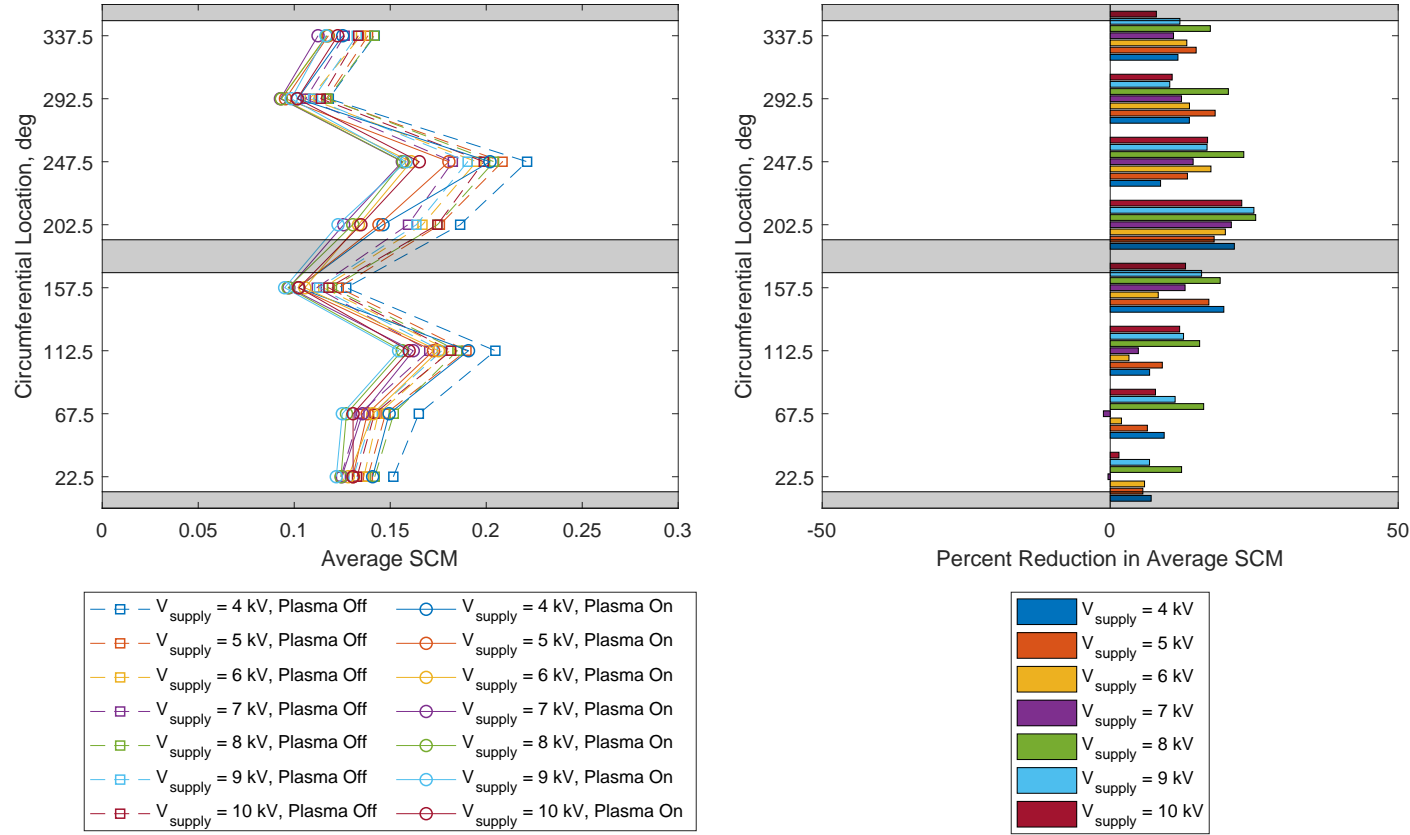 Circumferential Location, deg
337.5
292.5
247.5
202.5
157.5
112.5
67.5
22.5
0 0.05 0.1 0.15 0.2 0.25 0.3
Average SCM
V_supply = 4 kV, Plasma Off V_supply = 4 kV, Plasma On
V_supply = 5 kV, Plasma Off V_supply = 5 kV, Plasma On
V_supply = 6 kV, Plasma Off V_supply = 6 kV, Plasma On
V_supply = 7 kV, Plasma Off V_supply = 7 kV, Plasma On
V_supply = 8 kV, Plasma Off V_supply = 8 kV, Plasma On
V_supply = 9 kV, Plasma Off V_supply = 9 kV, Plasma On
V_supply = 10 kV, Plasma Off V_supply = 10 kV, Plasma On
Circumferential Location, deg
337.5
292.5
247.5
202.5
157.5
112.5
67.5
22.5
-50 0 50
Percent Reduction in Average SCM
V_supply = 4 kV
V_supply = 5 kV
V_supply = 6 kV
V_supply = 7 kV
V_supply = 8 kV
V_supply = 9 kV
V_supply = 10 kV